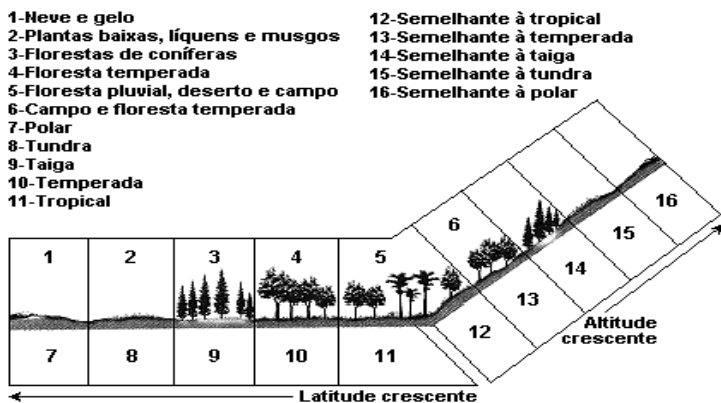 1-Neve e gelo
2-Plantas baixas, líquens e musgos
3-Florestas de coníferas
4-Floresta temperada
5-Floresta pluvial, deserto e campo
6-Campo e floresta temperada
7-Polar
8-Tundra
9-Taiga
10-Temperada
11-Tropical
12-Semelhante à tropical
13-Semelhante à temperada
14-Semelhante à taiga
15-Semelhante à tundra
16-Semelhante à polar
1 2 3 4 5 6
7 8 9 10 11 12 13 14 15 16
Altitude
crescente
Latitude crescente